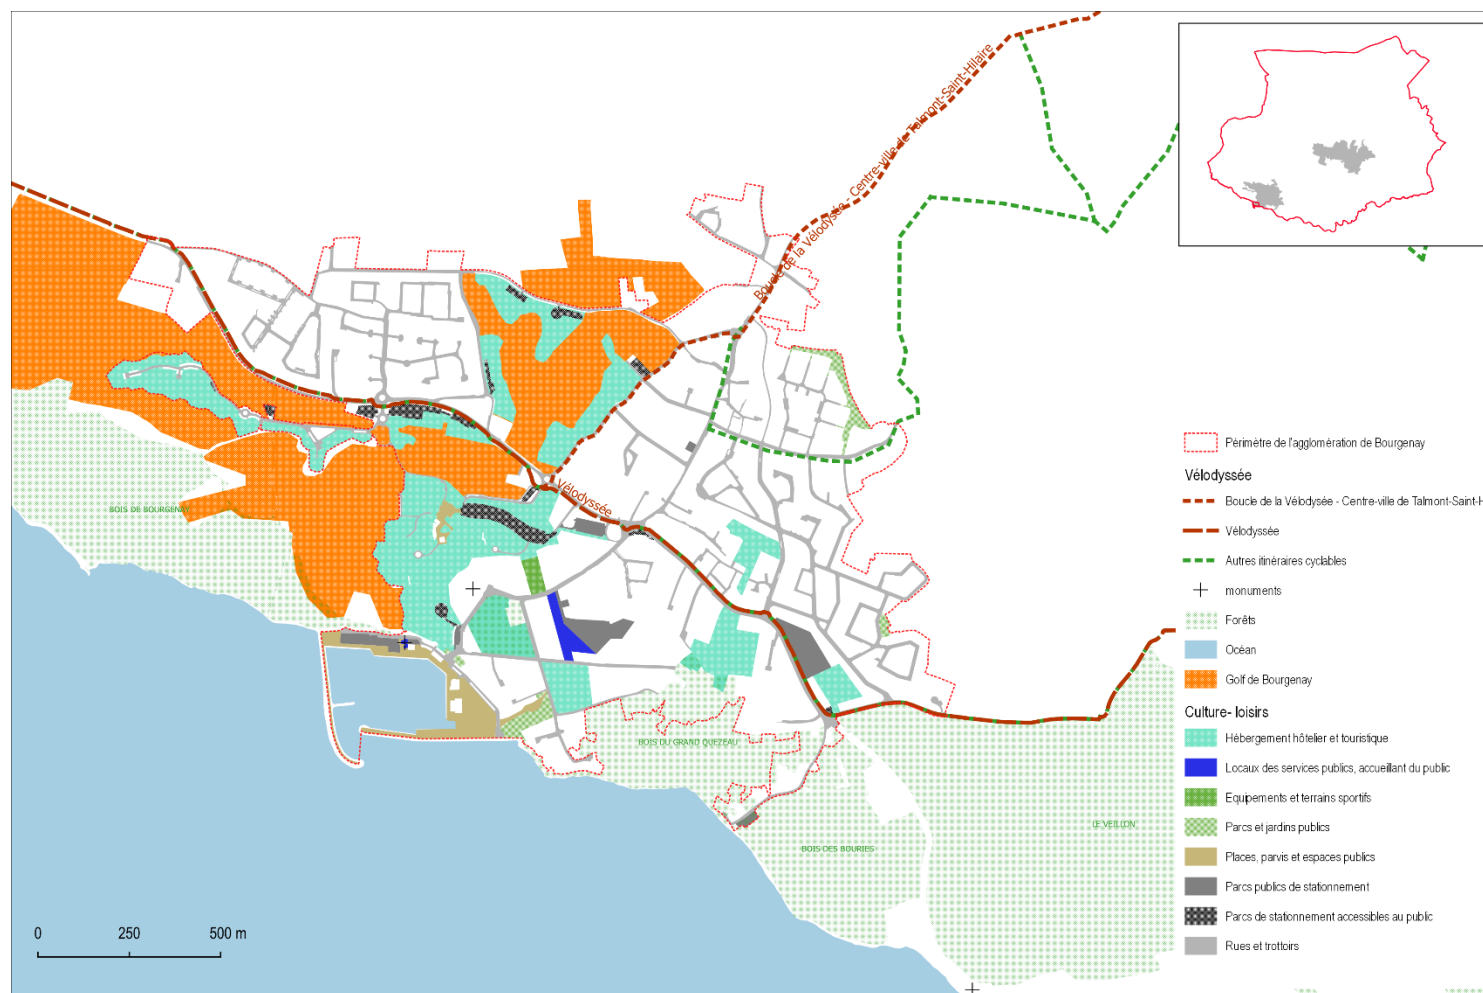 Boucle de la Vélodysée - Centre-ville de Talmont-Saint-Hilaire
Vélodyssée
BOIS DE BOURGENAY
BOIS DU GRAND QUEZEAU
BOIS DES BOURIES
LE VEILLON
0 250 500 m
Périmètre de l'agglomération de Bourgenay
Vélodyssée
Boucle de la Vélodysée - Centre-ville de Talmont-Saint-H
Vélodyssée
Autres itinéraires cyclables
monuments
Forêts
Océan
Golf de Bourgenay
Culture- loisirs
Hébergement hôtelier et touristique
Locaux des services publics, accueillant du public
Equipements et terrains sportifs
Parcs et jardins publics
Places, parvis et espaces publics
Parcs publics de stationnement
Parcs de stationnement accessibles au public
Rues et trottoirs